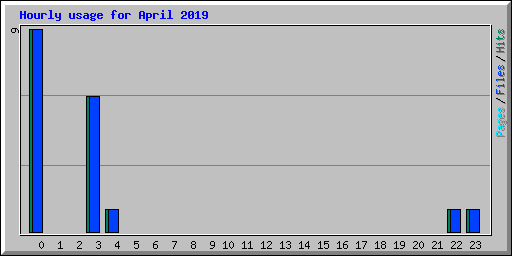 Hourly usage for April 2019
9
Pages/Files/Hits
0 1 2 3 4 5 6 7 8 9 10 11 12 13 14 15 16 17 18 19 20 21 22 23